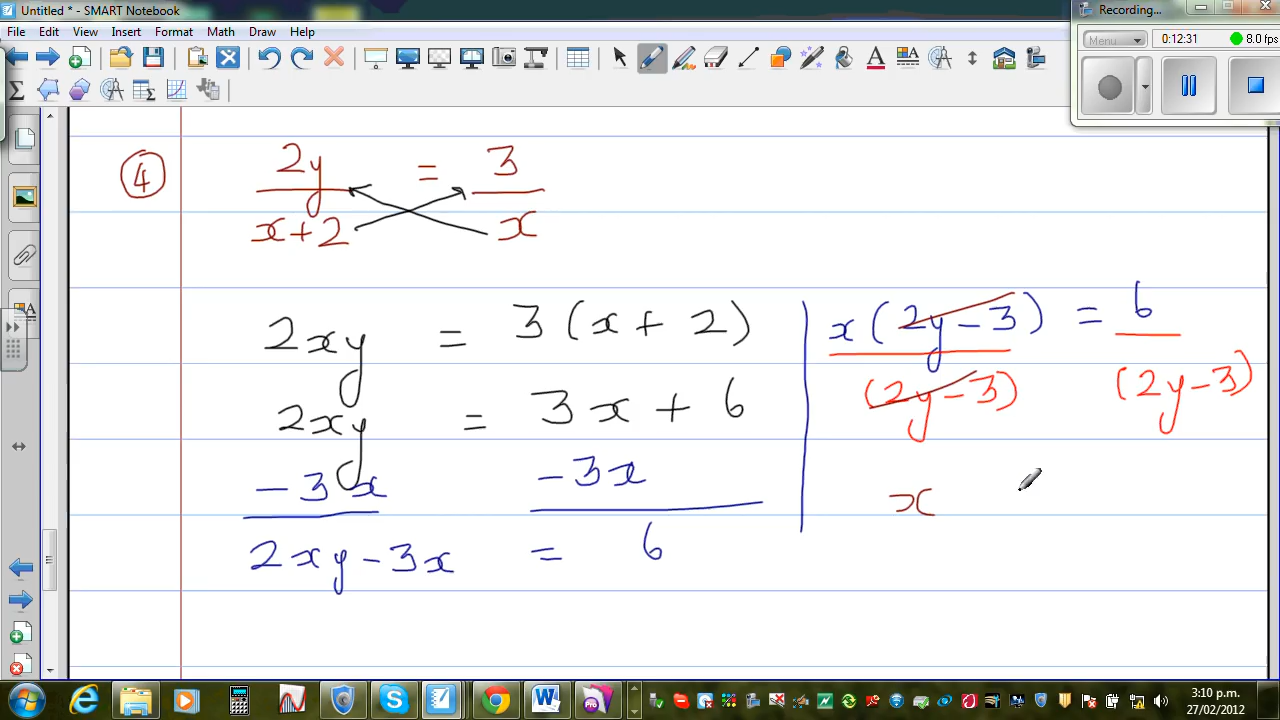 Untitled * - SMART Notebook
Recording...
File Edit View Insert Format Math Draw Help
Menu
0:12:31
8.0 fps
④
2y/x+2 = 3/x
2xy = 3(x+2)
2xy = 3x + 6
-3x -3x
2xy-3x = 6
x(2y-3) = 6
(2y-3) (2y-3)
x
3:10 p.m.
27/02/2012